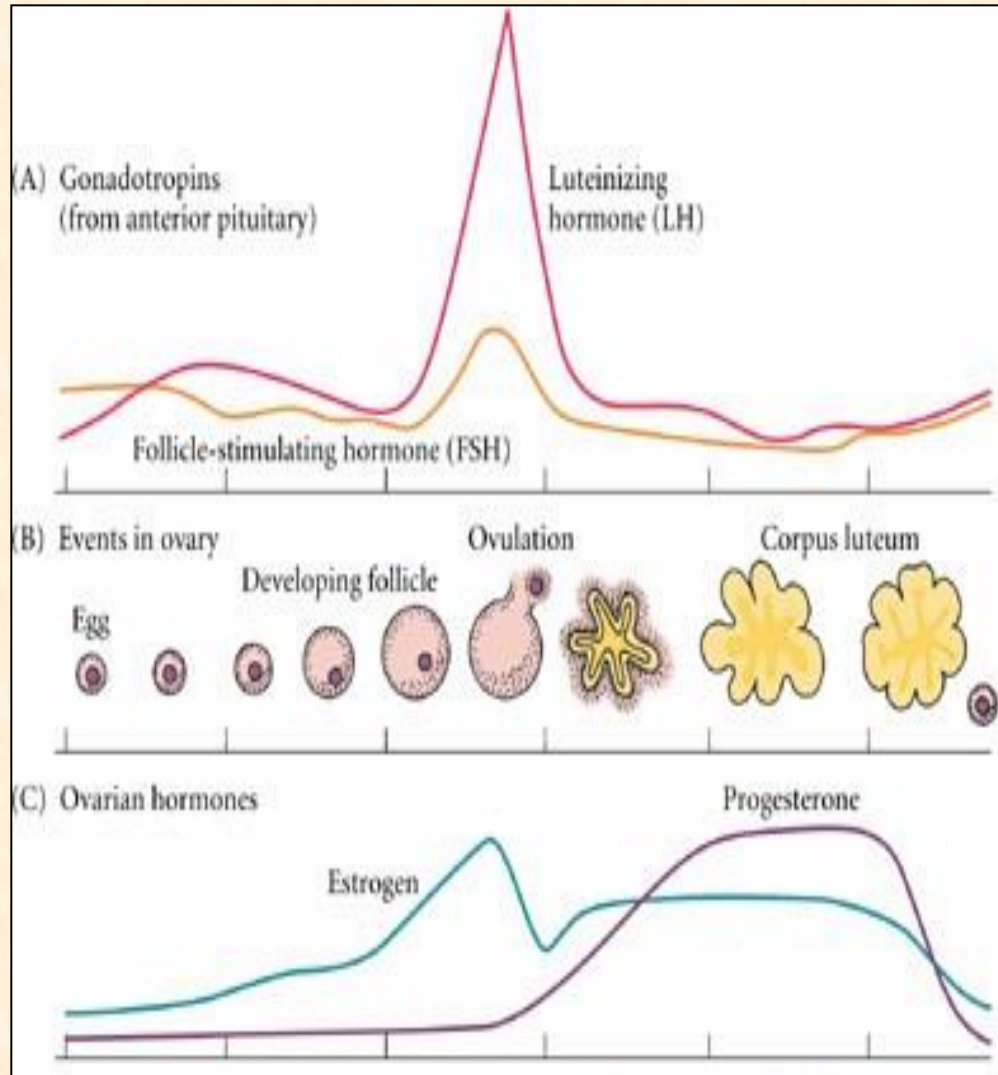 (A) Gonadotropins
(from anterior pituitary)
Luteinizing
hormone (LH)
Follicle-stimulating hormone (FSH)
(B) Events in ovary
Ovulation
Corpus luteum
Developing follicle
Egg
(C) Ovarian hormones
Progesterone
Estrogen